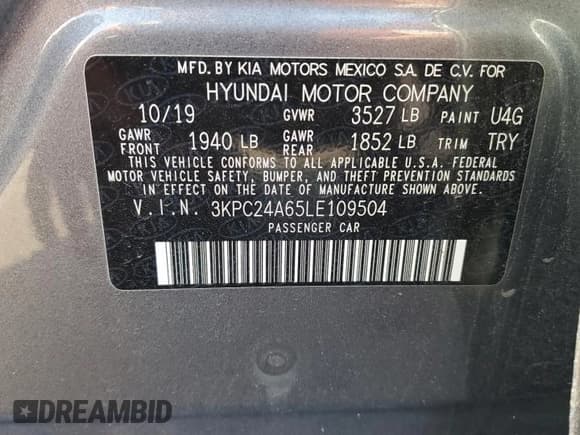 MFD. BY KIA MOTORS MEXICO S.A. DE C.V. FOR
HYUNDAI MOTOR COMPANY
10/19 GVWR 3527 LB PAINT U4G
GAWR FRONT 1940 LB GAWR REAR 1852 LB TRIM TRY
THIS VEHICLE CONFORMS TO ALL APPLICABLE U.S.A. FEDERAL
MOTOR VEHICLE SAFETY, BUMPER, AND THEFT PREVENTION STANDARDS
IN EFFECT ON THE DATE OF MANUFACTURE SHOWN ABOVE.
V.I.N. 3KPC24A65LE109504
PASSENGER CAR
DREAMBID